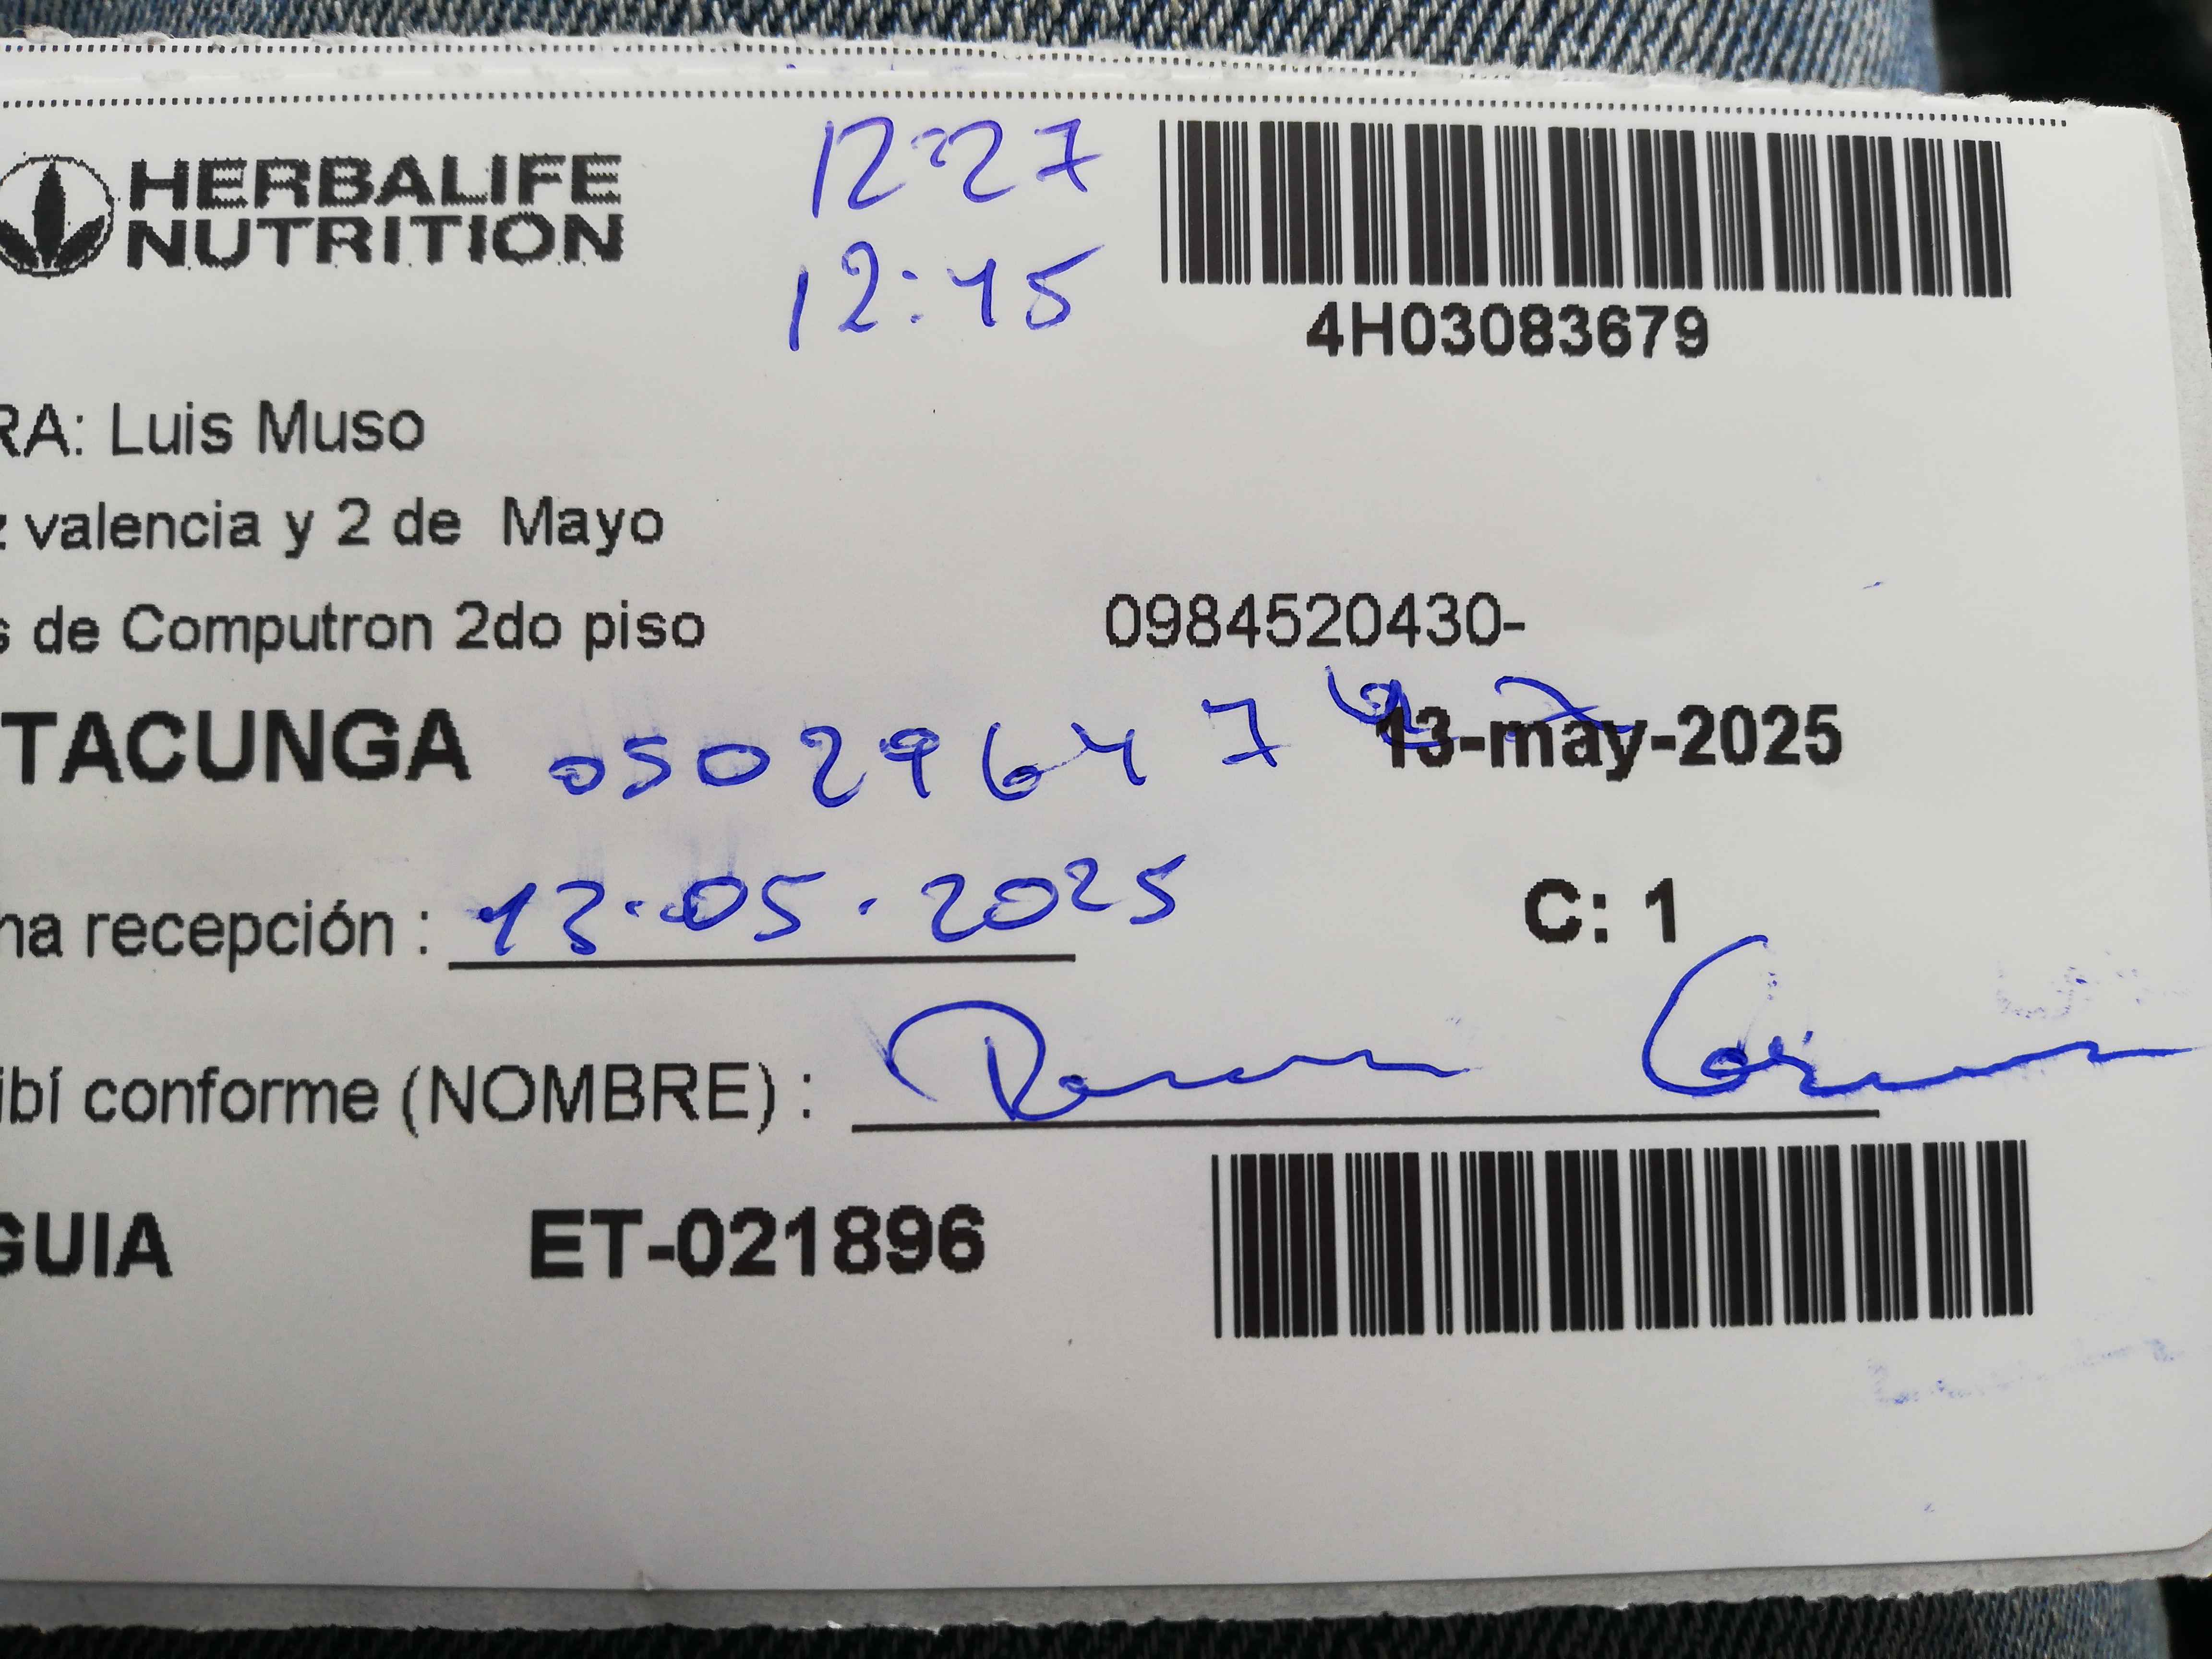 HERBALIFE
NUTRITION
12:27
12:45
4H03083679
RA: Luis Muso
z valencia y 2 de Mayo
s de Computron 2do piso
0984520430-
TACUNGA
05029647
13-may-2025
na recepción : 13.05.2025
C: 1
ibí conforme (NOMBRE) :
GUIA
ET-021896